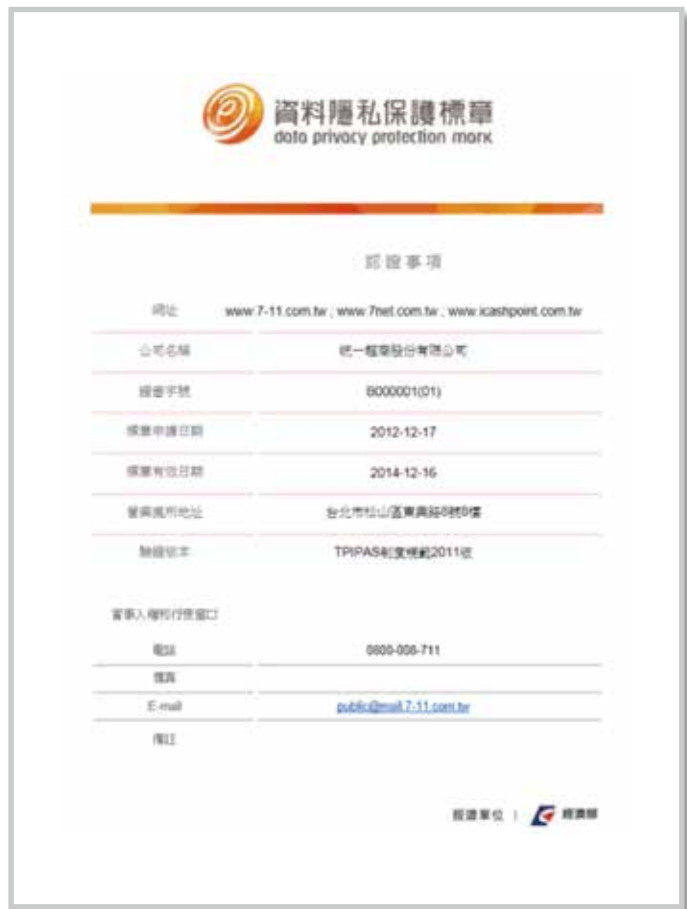 資料隱私保護標章
data privacy protection mark
認證事項
網址 www.7-11.com.tw ; www.7net.com.tw ; www.icashpoint.com.tw
公司名稱 統一超商股份有限公司
證書字號 B000001(01)
標章申請日期 2012-12-17
標章有效日期 2014-12-16
營業處所地址 台北市松山區東興路8號8樓
驗證版本 TPIPAS制度規範2011版
當事人權利行使窗口
電話 0800-008-711
傳真
E-mail public@mail.7-11.com.tw
備註
授證單位 | 經濟部